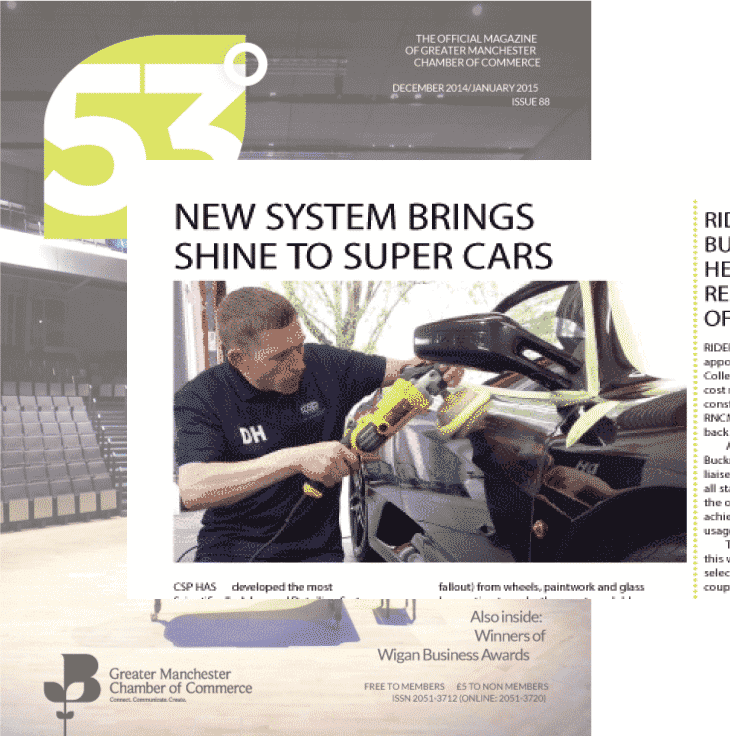 53°
THE OFFICIAL MAGAZINE
OF GREATER MANCHESTER
CHAMBER OF COMMERCE
DECEMBER 2014/JANUARY 2015
ISSUE 88
NEW SYSTEM BRINGS
SHINE TO SUPER CARS
DH
CSP HAS developed the most
fallout) from wheels, paintwork and glass
RID
BU
HE
RE
OF
RIDE
appo
Colle
cost
const
RNCM
back
A
Buck
liaise
all sta
the o
achie
usag
T
this v
selec
coup
Also inside:
Winners of
Wigan Business Awards
B
Greater Manchester
Chamber of Commerce
Connect. Communicate. Create.
FREE TO MEMBERS £5 TO NON MEMBERS
ISSN 2051-3712 (ONLINE: 2051-3720)